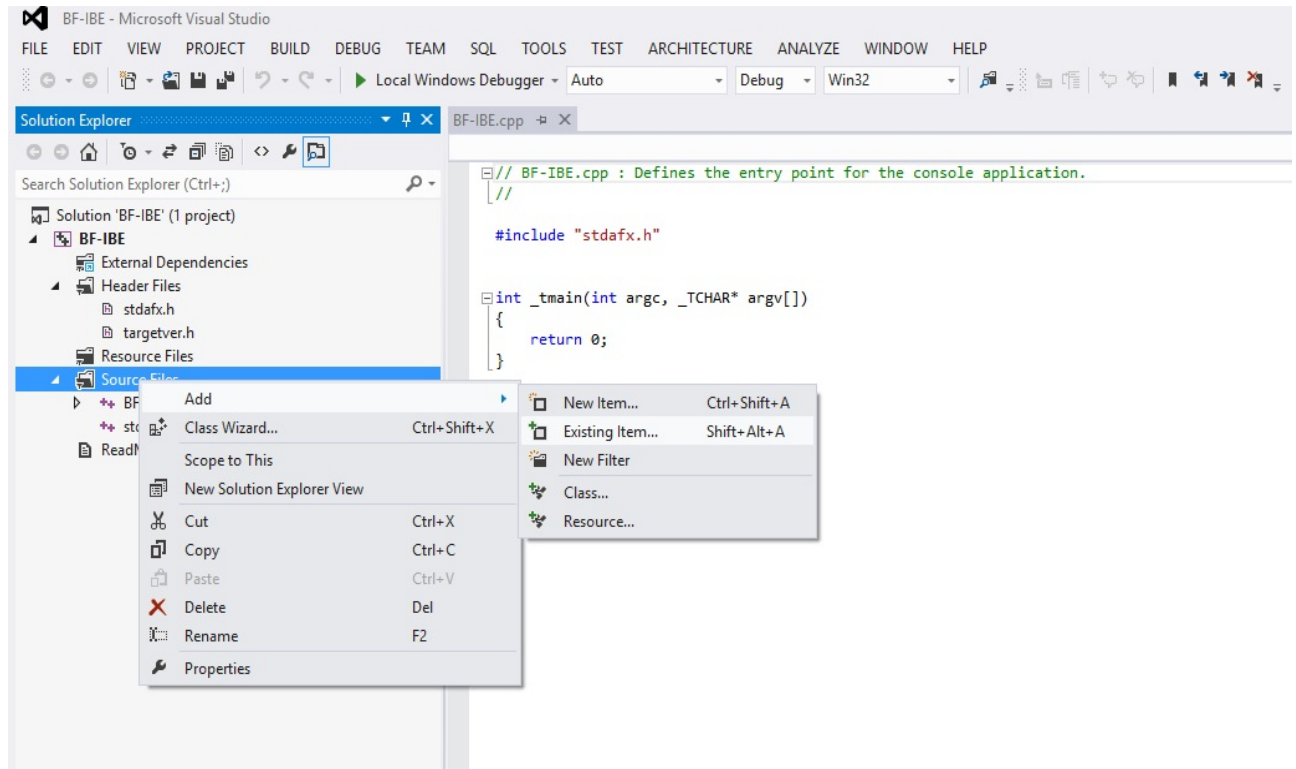 BF-IBE - Microsoft Visual Studio
FILE EDIT VIEW PROJECT BUILD DEBUG TEAM SQL TOOLS TEST ARCHITECTURE ANALYZE WINDOW HELP
Local Windows Debugger Auto Debug Win32
Solution Explorer
Search Solution Explorer (Ctrl+;)
Solution 'BF-IBE' (1 project)
BF-IBE
External Dependencies
Header Files
stdafx.h
targetver.h
Resource Files
Source Files
BF
std
ReadM
Add
Class Wizard... Ctrl+Shift+X
Scope to This
New Solution Explorer View
Cut Ctrl+X
Copy Ctrl+C
Paste Ctrl+V
Delete Del
Rename F2
Properties
New Item... Ctrl+Shift+A
Existing Item... Shift+Alt+A
New Filter
Class...
Resource...
BF-IBE.cpp
// BF-IBE.cpp : Defines the entry point for the console application.
//
#include "stdafx.h"
int _tmain(int argc, _TCHAR* argv[])
{
return 0;
}